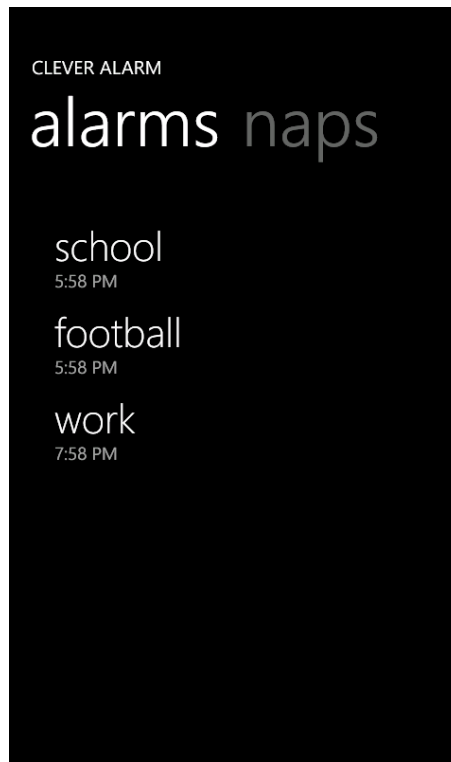 CLEVER ALARM
alarms naps
school
5:58 PM
football
5:58 PM
work
7:58 PM